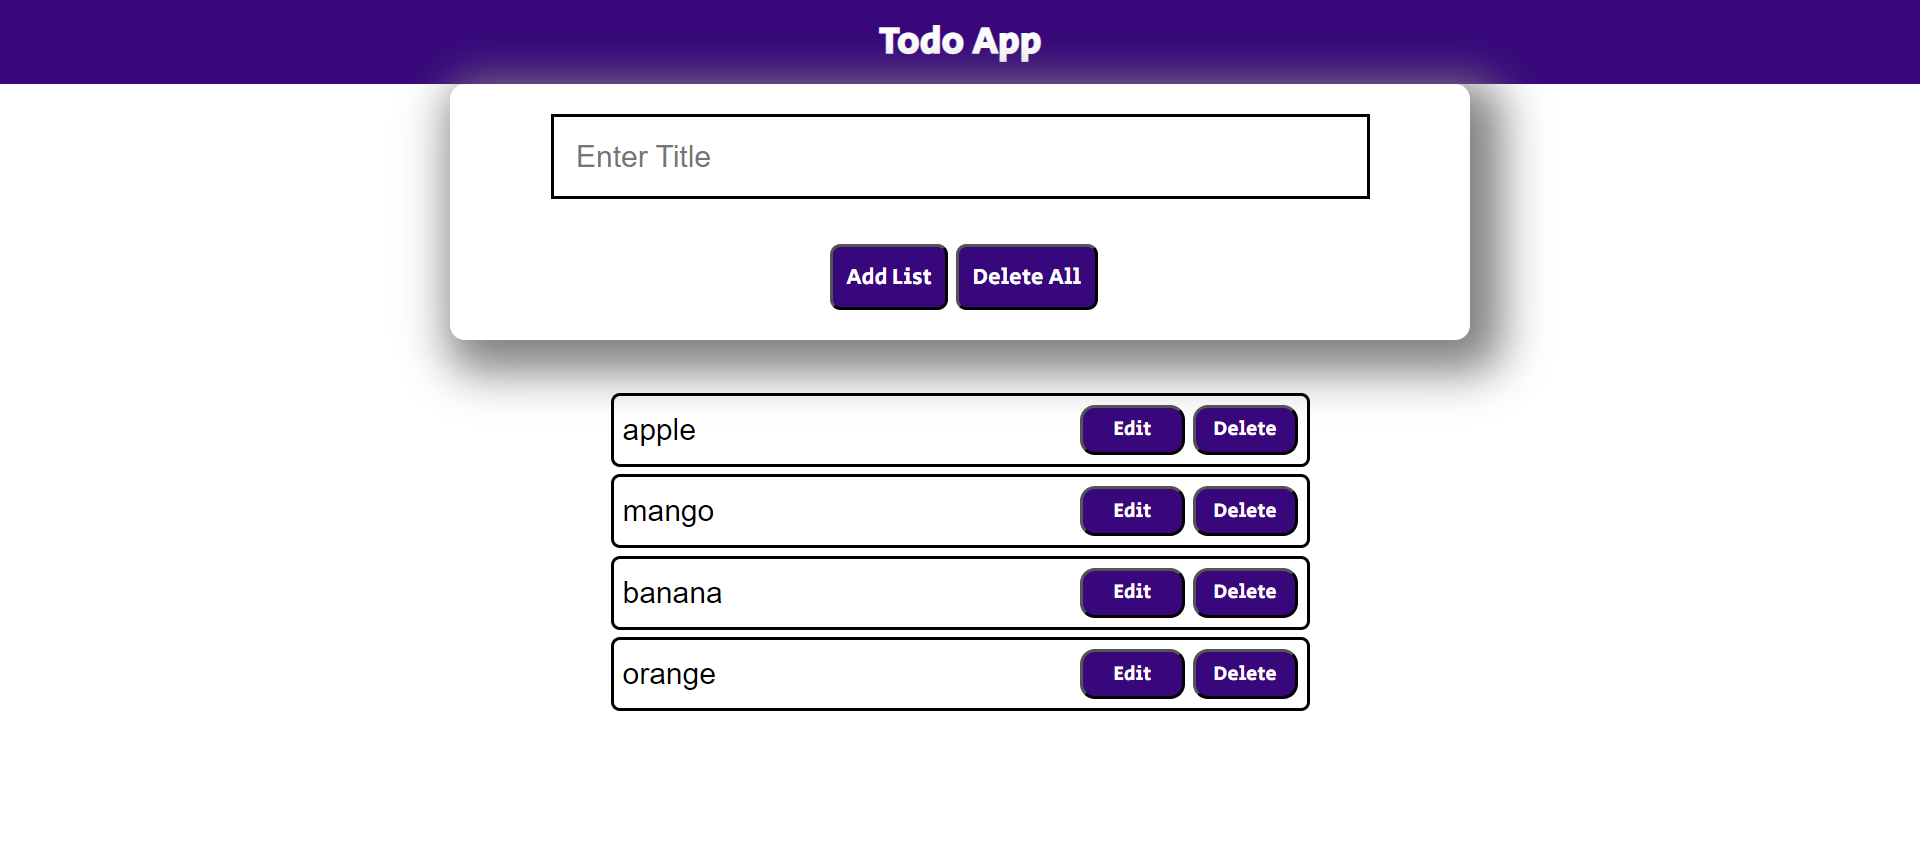 Todo App
Enter Title
Add List Delete All
apple Edit Delete
mango Edit Delete
banana Edit Delete
orange Edit Delete